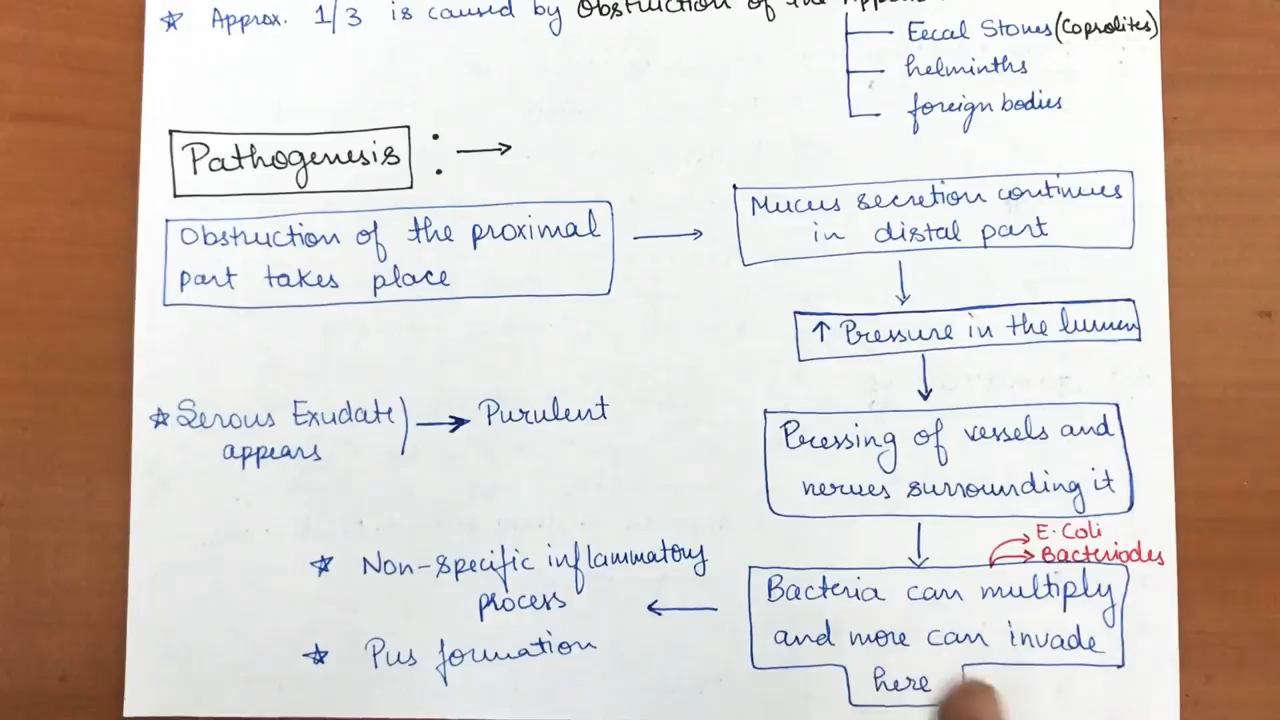 ☆ Approx. 1/3 is caused by Obstruction of the
Fecal Stones (Coprolites)
helminths
foreign bodies
Pathogenesis : →
Obstruction of the proximal
part takes place
→
Mucus secretion continues
in distal part
↓
↑ Pressure in the lumen
↓
Pressing of vessels and
nerves surrounding it
↓
E. Coli
Bacteriodes
Bacteria can multiply
and more can invade
here
←
☆ Non-specific inflammatory
process
☆ Pus formation
☆ Serous Exudate → Purulent
appears